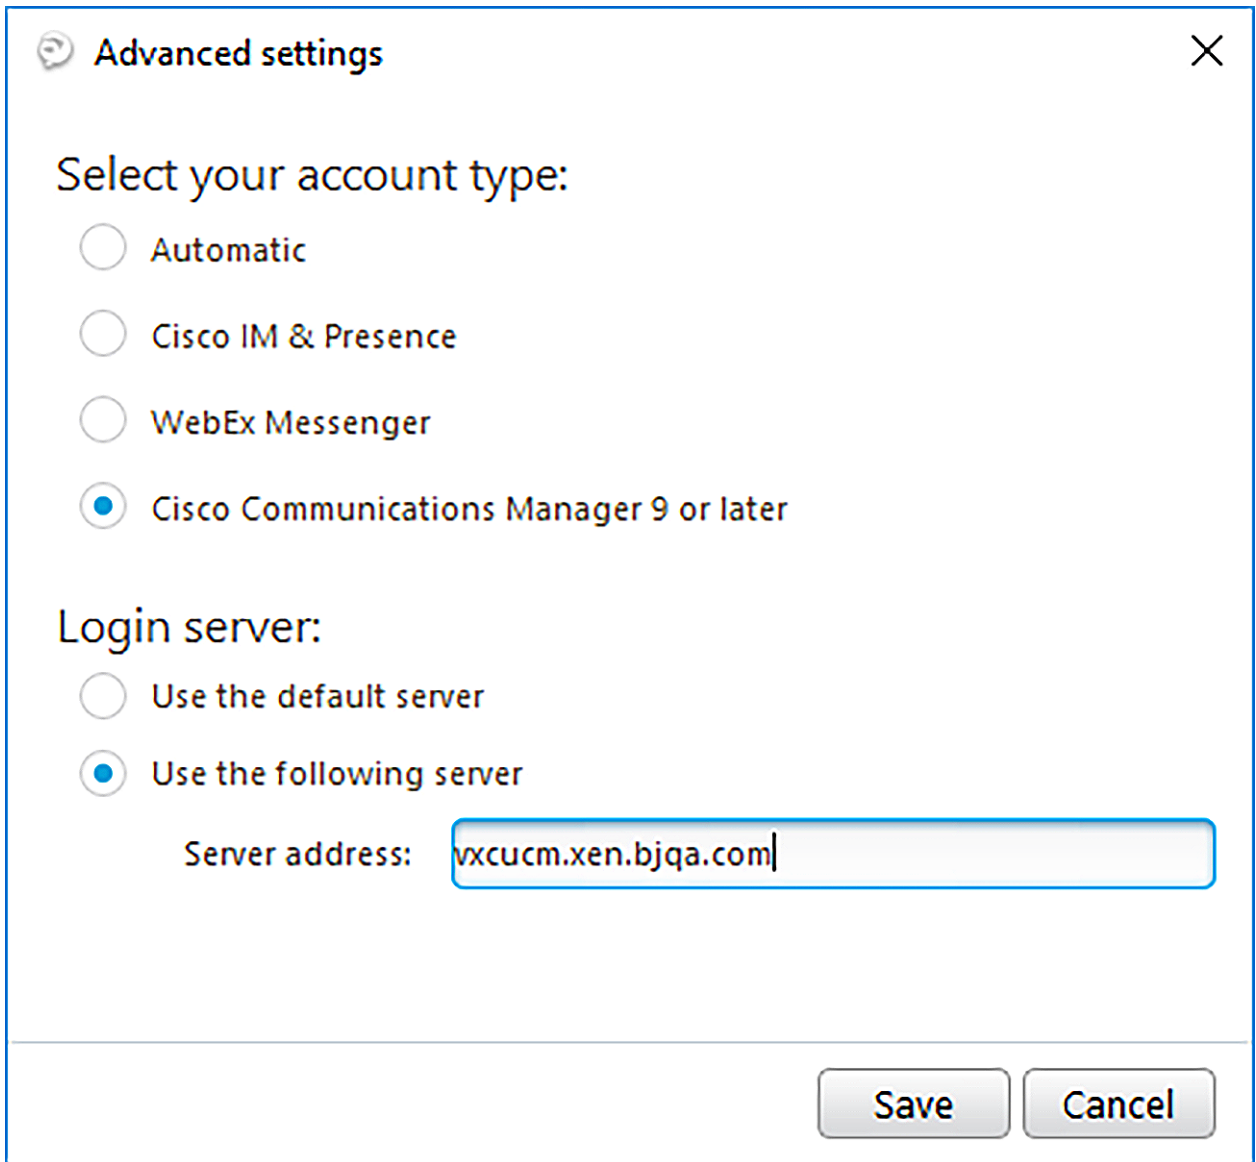 Advanced settings
Select your account type:
Automatic
Cisco IM & Presence
WebEx Messenger
Cisco Communications Manager 9 or later
Login server:
Use the default server
Use the following server
Server address: vxcucm.xen.bjqa.com
Save Cancel